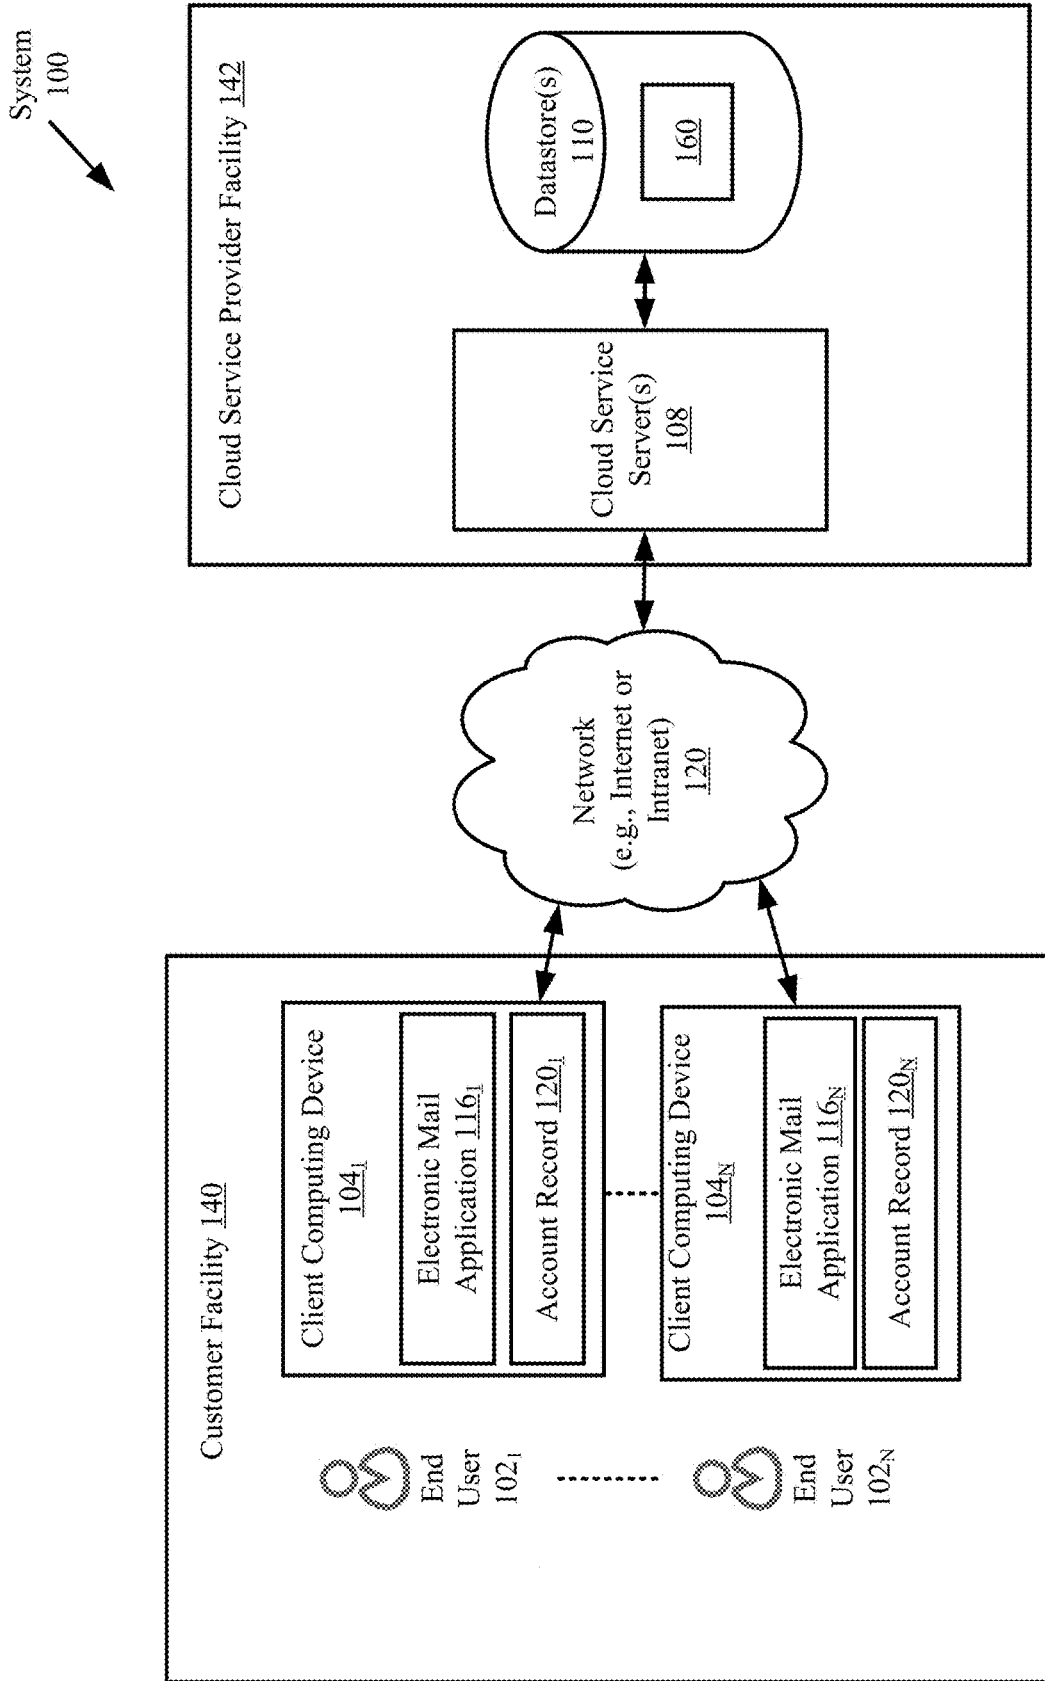 System
100
Customer Facility 140
End
User
102₁
End
User
102N
Client Computing Device
104₁
Electronic Mail
Application 116₁
Account Record 120₁
Client Computing Device
104N
Electronic Mail
Application 116N
Account Record 120N
Network
(e.g., Internet or
Intranet)
120
Cloud Service Provider Facility 142
Cloud Service
Server(s)
108
Datastore(s)
110
160